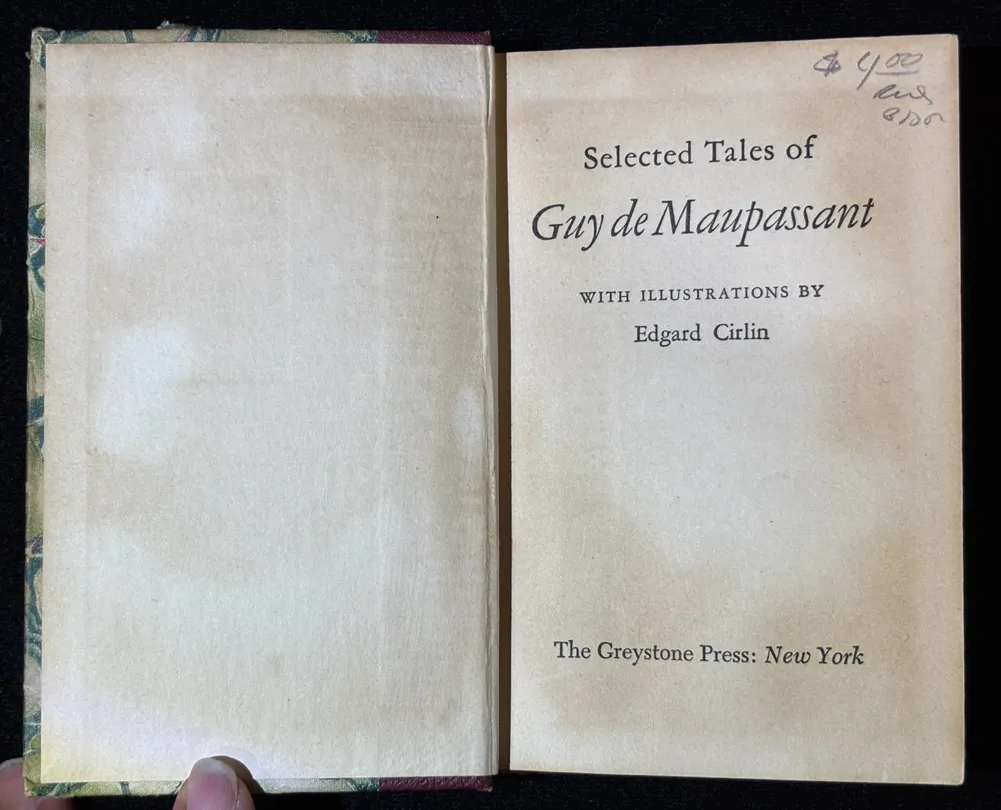 $ 4.00
Selected Tales of
Guy de Maupassant
WITH ILLUSTRATIONS BY
Edgard Cirlin
The Greystone Press: New York